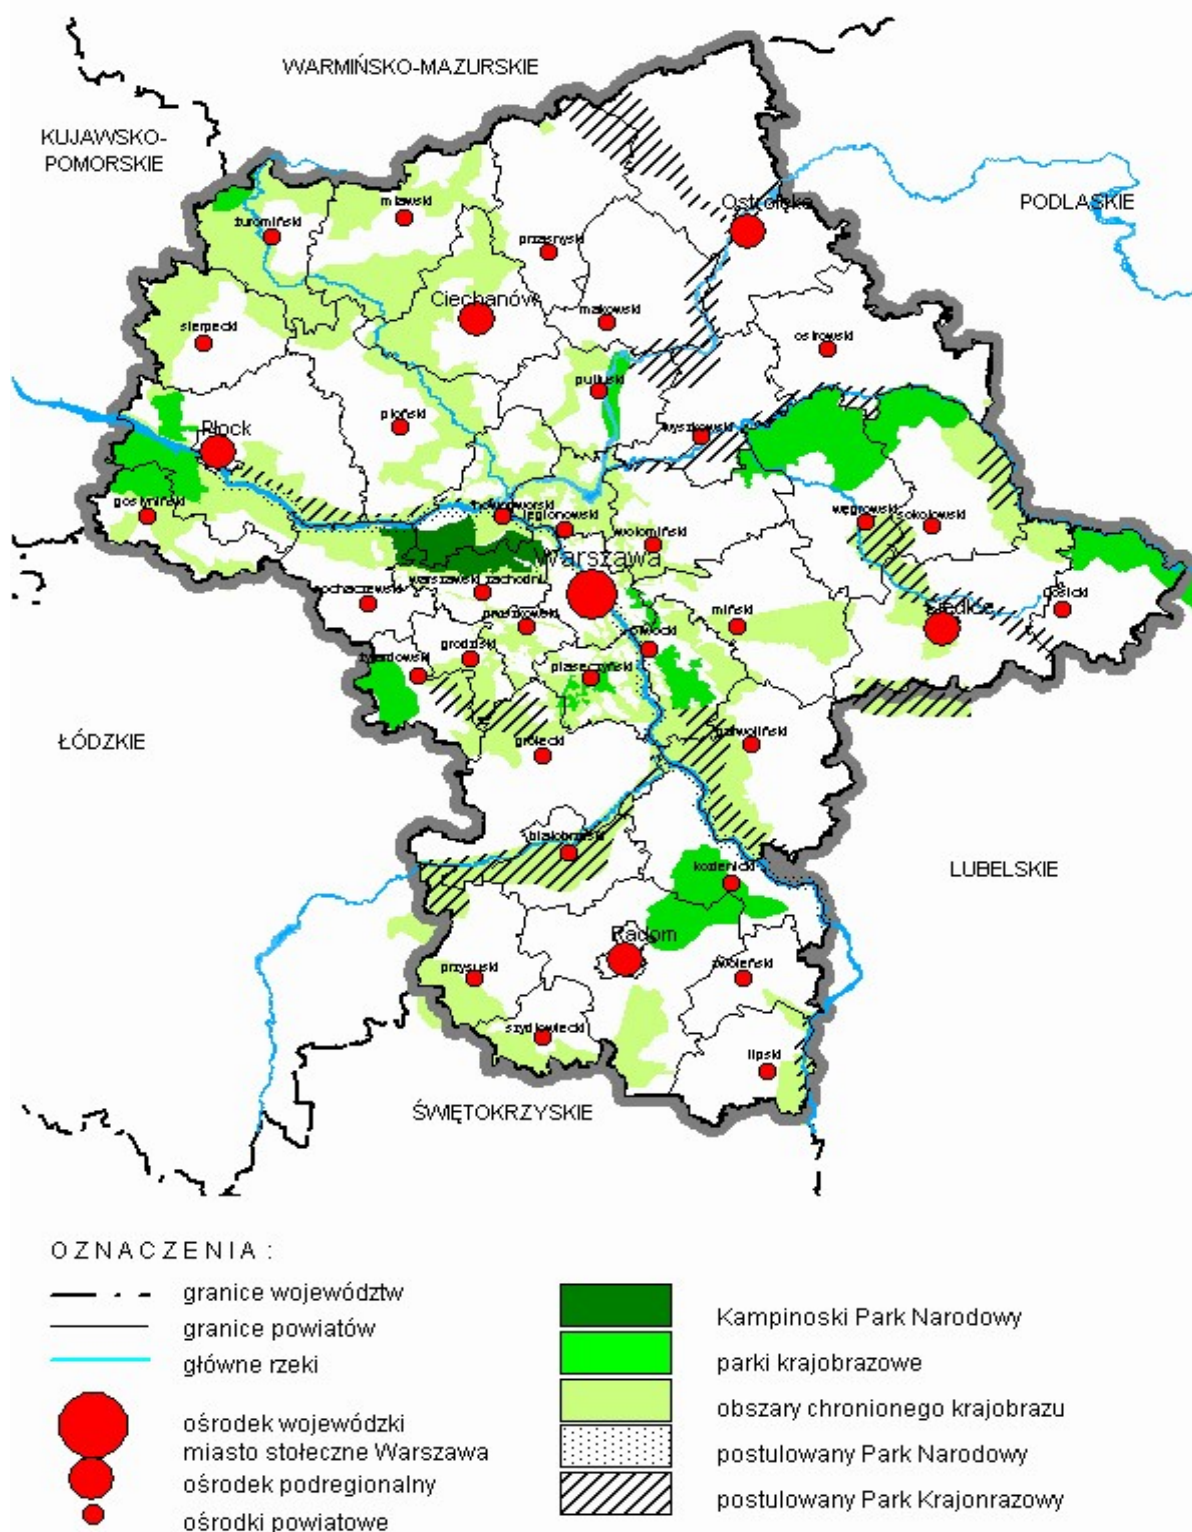 WARMIŃSKO-MAZURSKIE
KUJAWSKO-
POMORSKIE
PODLASKIE
Ostrołęka
mławski
żuromiński
przasnyski
Ciechanów
makowski
sierpecki
ostrowski
pułtuski
płoński
Płock
wyszkowski
gostyniński
nowodworski
legionowski
węgrowski
sokołowski
wołomiński
Warszawa
warszawski zachodni
sochaczewski
pruszkowski
miński
Siedlce
łosicki
otwocki
grodziski
żyrardowski
piaseczyński
ŁÓDZKIE
grójecki
garwoliński
białobrzeski
kozienicki
LUBELSKIE
Radom
przysuski
zwoleński
szydłowiecki
lipski
ŚWIĘTOKRZYSKIE
OZNACZENIA :
granice województw
granice powiatów
główne rzeki
ośrodek wojewódzki
miasto stołeczne Warszawa
ośrodek podregionalny
ośrodki powiatowe
Kampinoski Park Narodowy
parki krajobrazowe
obszary chronionego krajobrazu
postulowany Park Narodowy
postulowany Park Krajonrazowy